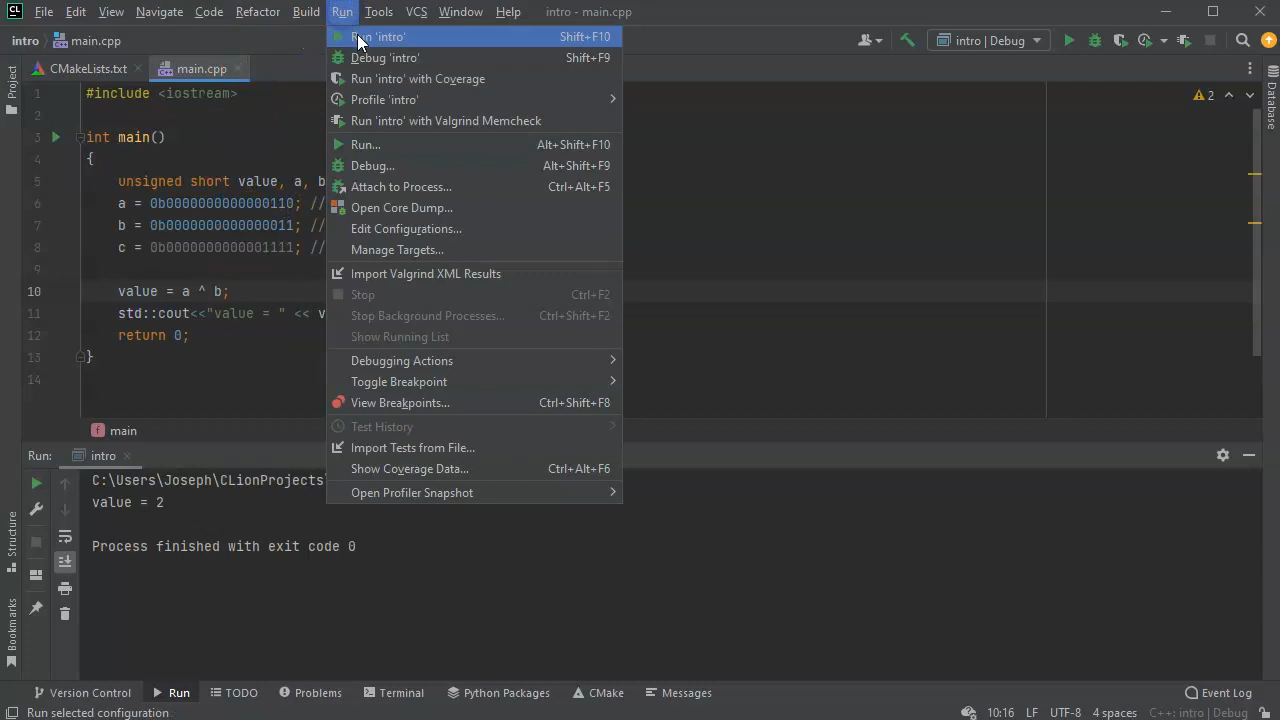 CL File Edit View Navigate Code Refactor Build Run Tools VCS Window Help intro - main.cpp
intro main.cpp
intro | Debug
CMakeLists.txt main.cpp
Run 'intro' Shift+F10
Debug 'intro' Shift+F9
Run 'intro' with Coverage
Profile 'intro'
Run 'intro' with Valgrind Memcheck
Run... Alt+Shift+F10
Debug... Alt+Shift+F9
Attach to Process... Ctrl+Alt+F5
Open Core Dump...
Edit Configurations...
Manage Targets...
Import Valgrind XML Results
Stop Ctrl+F2
Stop Background Processes... Ctrl+Shift+F2
Show Running List
Debugging Actions
Toggle Breakpoint
View Breakpoints... Ctrl+Shift+F8
Test History
Import Tests from File...
Show Coverage Data... Ctrl+Alt+F6
Open Profiler Snapshot
Project
Database
2
1 #include <iostream>
2
3 int main()
4 {
5 unsigned short value, a, b
6 a = 0b0000000000000110; //
7 b = 0b0000000000000011; //
8 c = 0b0000000000001111; //
9
10 value = a ^ b;
11 std::cout<<"value = " << v
12 return 0;
13 }
14
f main
Run: intro
C:\Users\Joseph\CLionProjects\
value = 2
Process finished with exit code 0
Structure
Bookmarks
Version Control Run TODO Problems Terminal Python Packages CMake Messages Event Log
Run selected configuration 10:16 LF UTF-8 4 spaces C++: intro | Debug